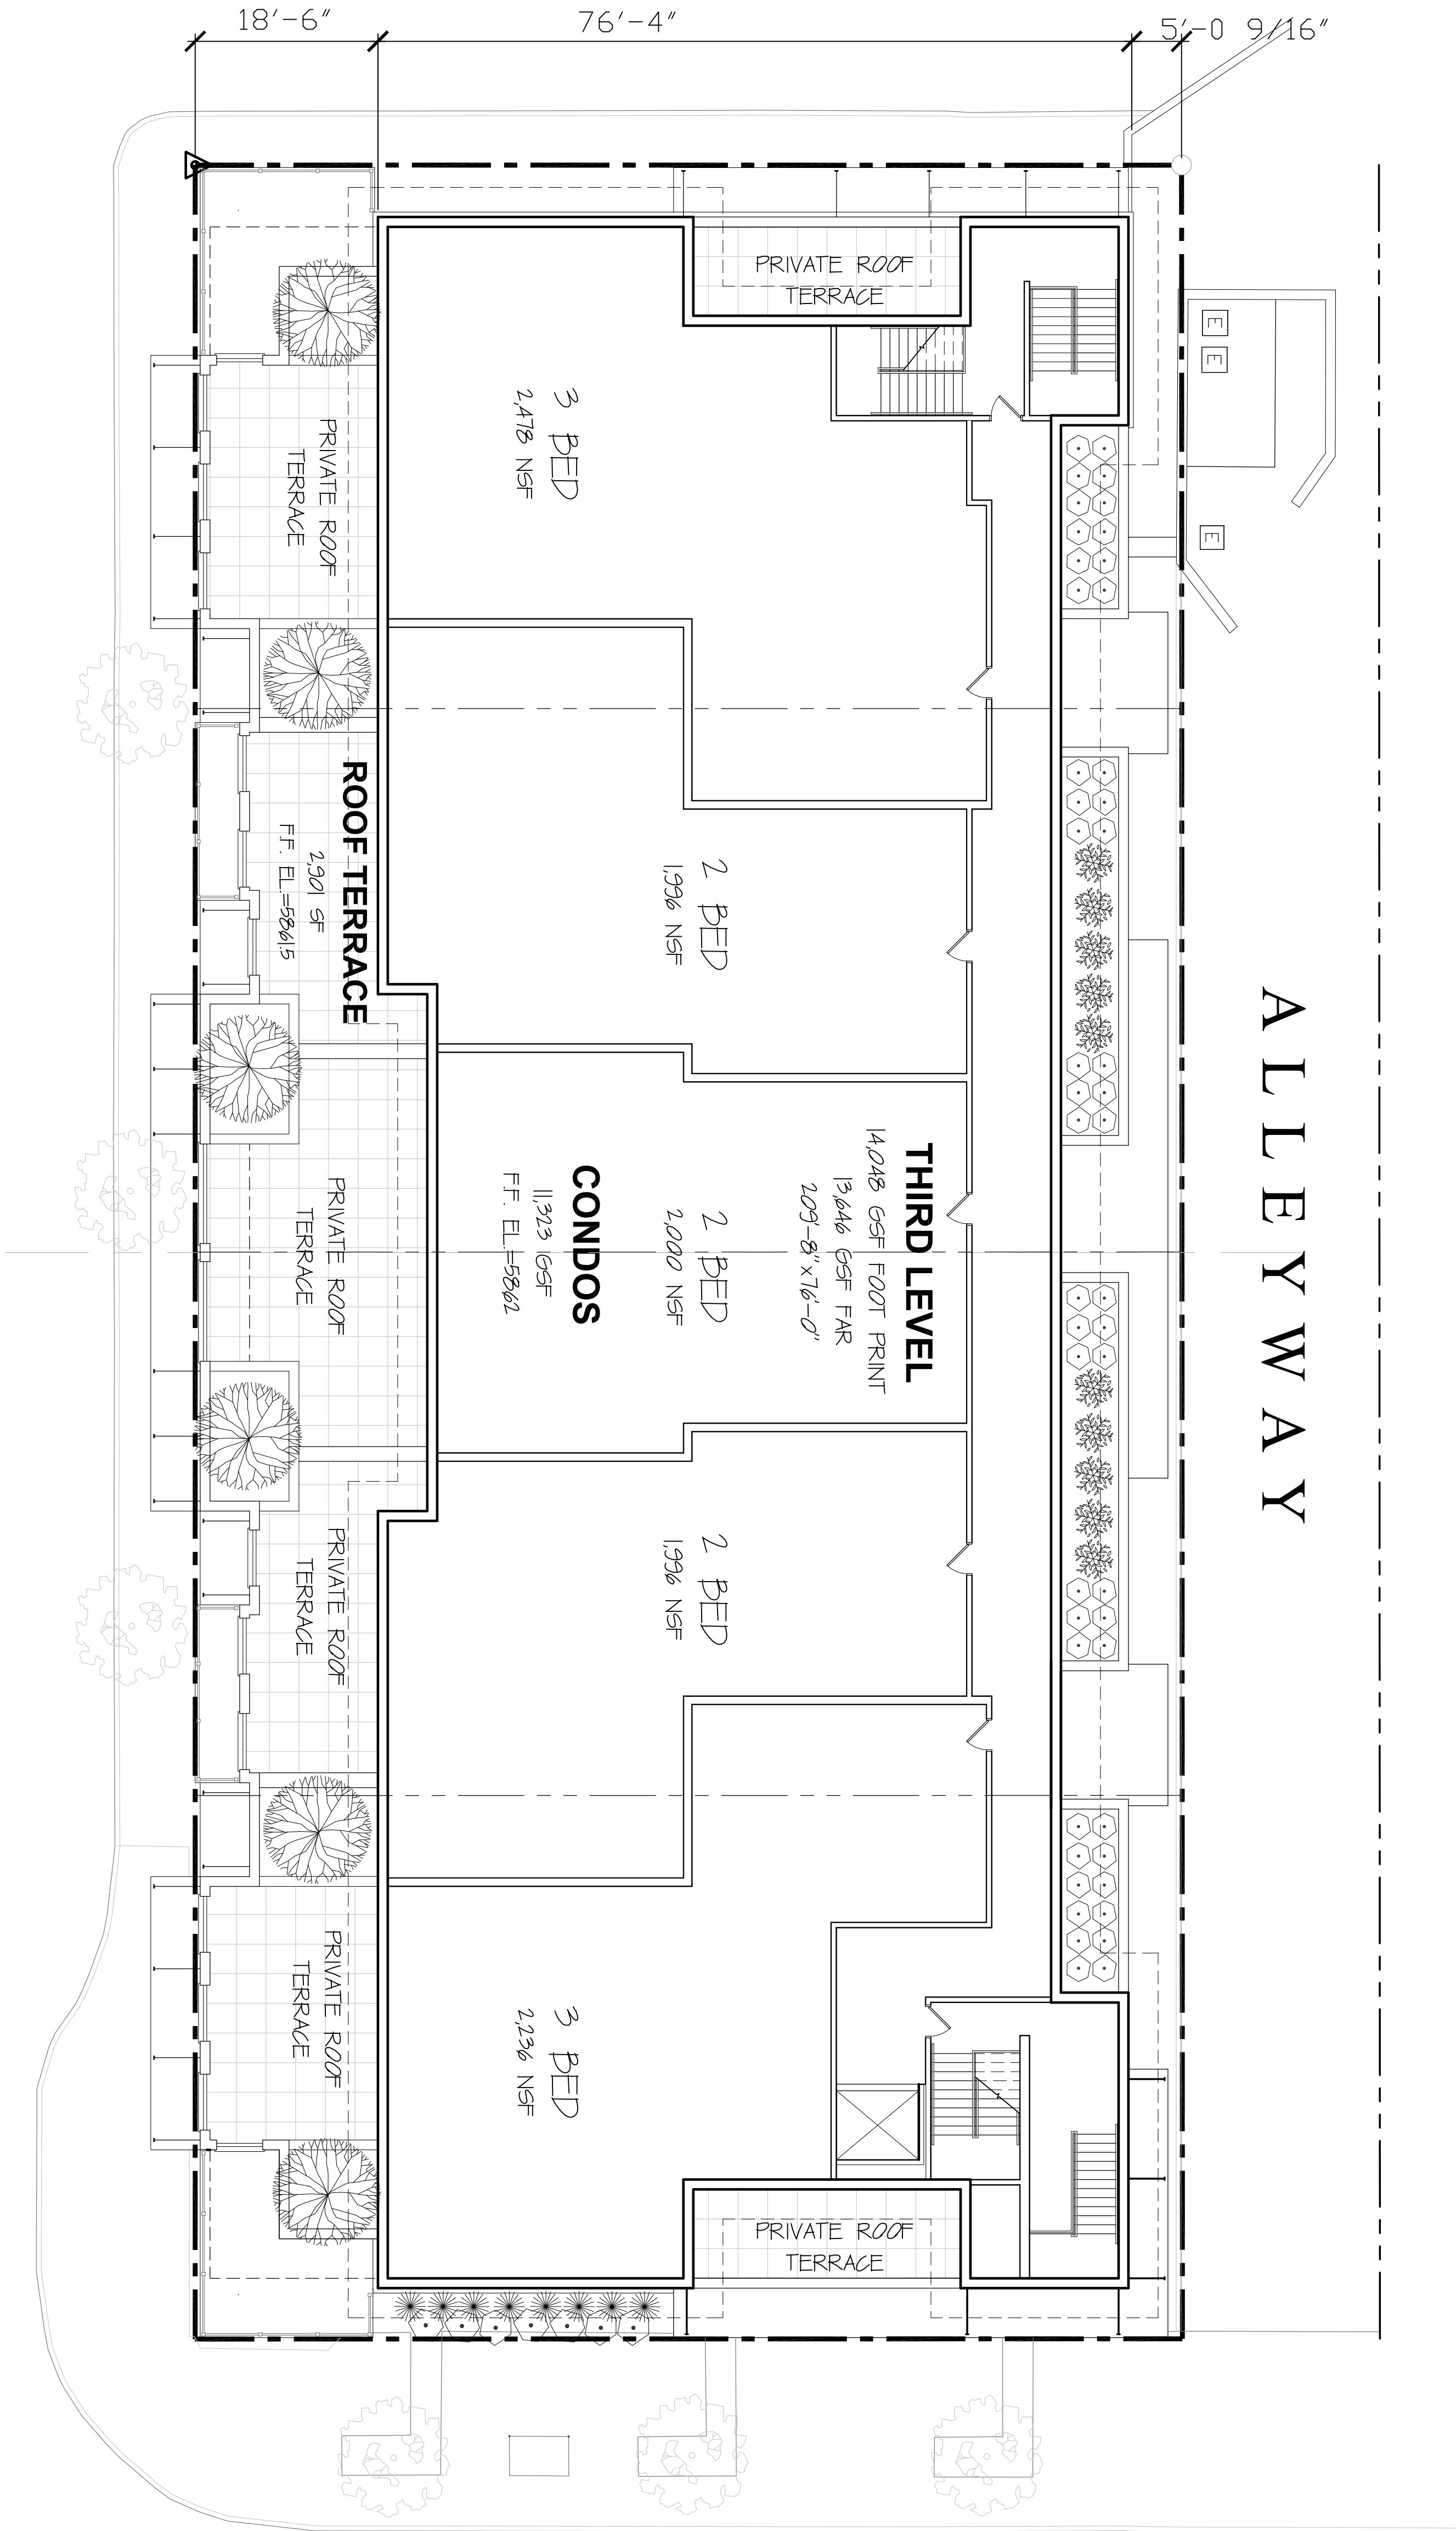 18'-6"
76'-4"
5'-0 9/16"
PRIVATE ROOF
TERRACE
E
E
E
3 BED
2,478 NSF
PRIVATE ROOF
TERRACE
ROOF TERRACE
2,901 SF
F.F. EL.=5861.5
2 BED
1,996 NSF
ALLEYWAY
THIRD LEVEL
14,048 GSF FOOT PRINT
13,646 GSF FAR
209'-8"x76'-0"
2 BED
2,000 NSF
CONDOS
11,323 GSF
F.F. EL.=5862
PRIVATE ROOF
TERRACE
2 BED
1,996 NSF
PRIVATE ROOF
TERRACE
3 BED
2,236 NSF
PRIVATE ROOF
TERRACE
PRIVATE ROOF
TERRACE